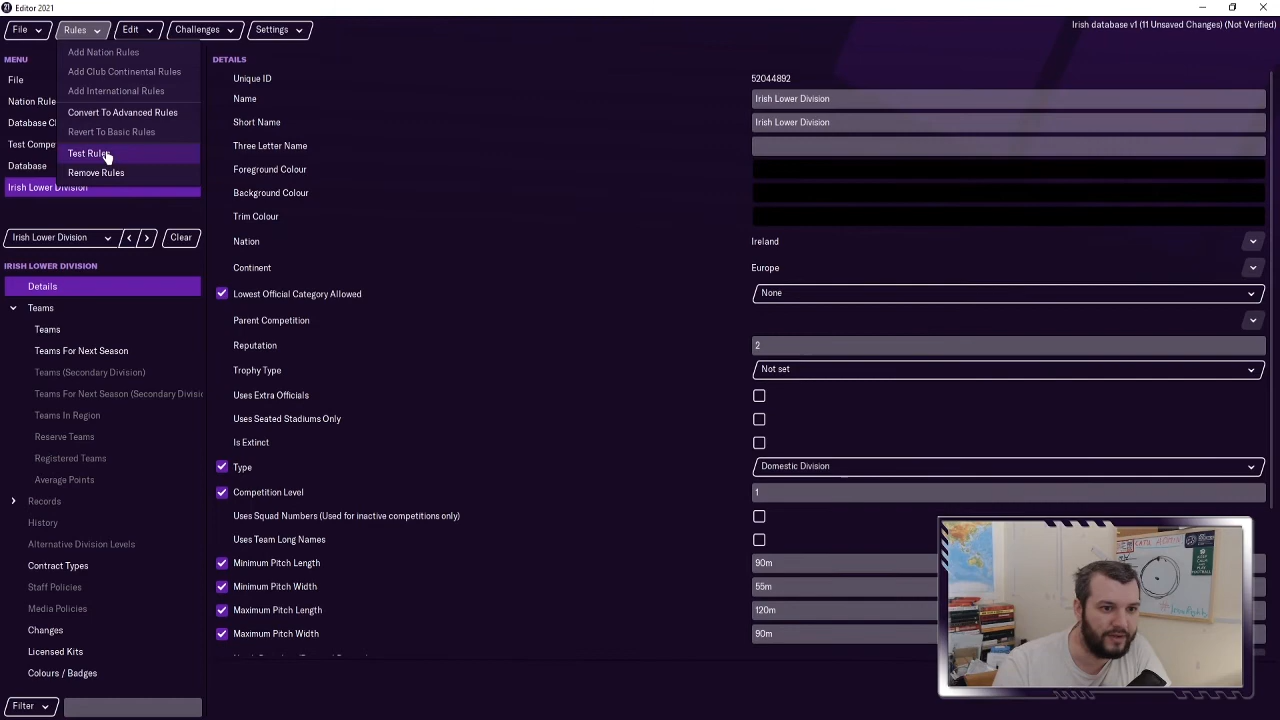 Editor 2021
File
Rules
Edit
Challenges
Settings
Irish database v1 (11 Unsaved Changes) (Not Verified)
MENU
File
Nation Rule
Database Cl
Test Compe
Database
Irish Lower Division
Add Nation Rules
Add Club Continental Rules
Add International Rules
Convert To Advanced Rules
Revert To Basic Rules
Test Rules
Remove Rules
Irish Lower Division
Clear
IRISH LOWER DIVISION
Details
Teams
Teams
Teams For Next Season
Teams (Secondary Division)
Teams For Next Season (Secondary Divisio
Teams In Region
Reserve Teams
Registered Teams
Average Points
Records
History
Alternative Division Levels
Contract Types
Staff Policies
Media Policies
Changes
Licensed Kits
Colours / Badges
Filter
DETAILS
Unique ID 52044892
Name Irish Lower Division
Short Name Irish Lower Division
Three Letter Name
Foreground Colour
Background Colour
Trim Colour
Nation Ireland
Continent Europe
Lowest Official Category Allowed None
Parent Competition
Reputation 2
Trophy Type Not set
Uses Extra Officials
Uses Seated Stadiums Only
Is Extinct
Type Domestic Division
Competition Level 1
Uses Squad Numbers (Used for inactive competitions only)
Uses Team Long Names
Minimum Pitch Length 90m
Minimum Pitch Width 55m
Maximum Pitch Length 120m
Maximum Pitch Width 90m